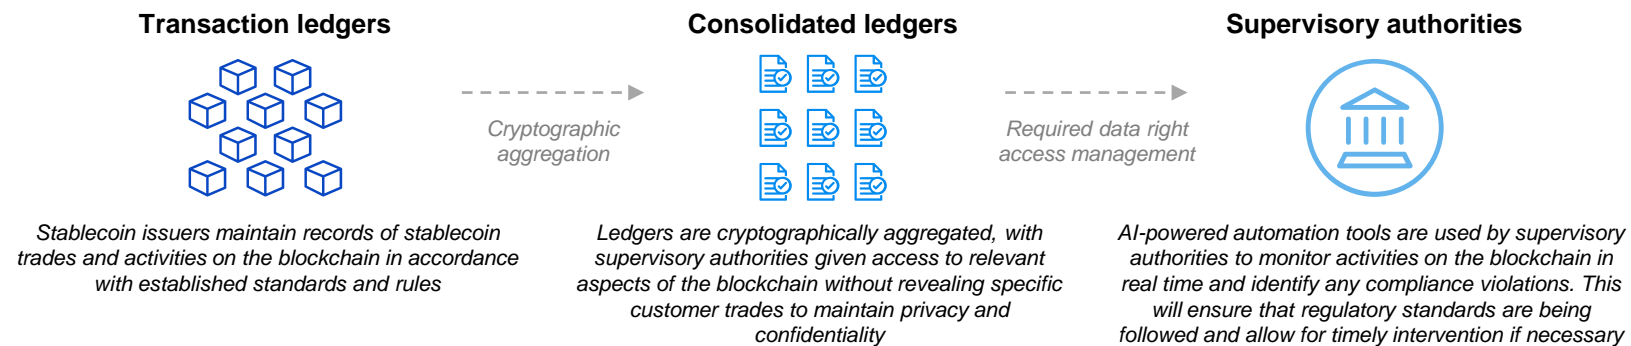 Transaction ledgers
Consolidated ledgers
Supervisory authorities
Cryptographic
aggregation
Required data right
access management
Stablecoin issuers maintain records of stablecoin
trades and activities on the blockchain in accordance
with established standards and rules
Ledgers are cryptographically aggregated, with
supervisory authorities given access to relevant
aspects of the blockchain without revealing specific
customer trades to maintain privacy and
confidentiality
AI-powered automation tools are used by supervisory
authorities to monitor activities on the blockchain in
real time and identify any compliance violations. This
will ensure that regulatory standards are being
followed and allow for timely intervention if necessary